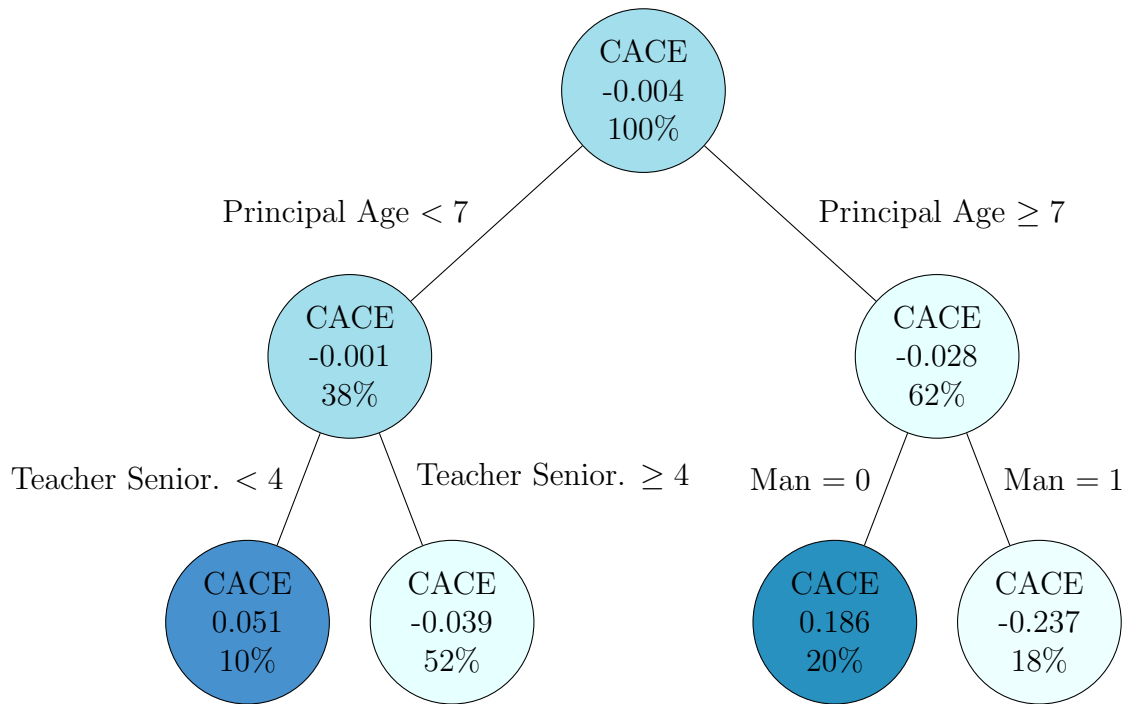 CACE
-0.004
100%
Principal Age < 7
Principal Age ≥ 7
CACE
-0.001
38%
CACE
-0.028
62%
Teacher Senior. < 4
Teacher Senior. ≥ 4
Man = 0
Man = 1
CACE
0.051
10%
CACE
-0.039
52%
CACE
0.186
20%
CACE
-0.237
18%